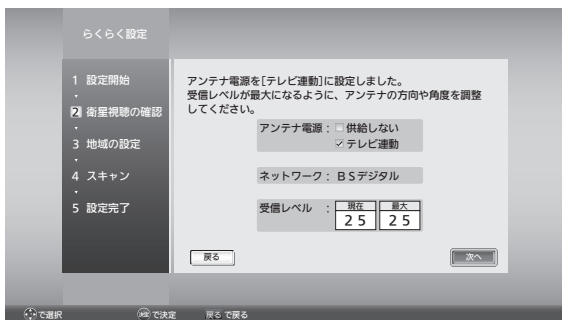 らくらく設定
1 設定開始
2 衛星視聴の確認
3 地域の設定
4 スキャン
5 設定完了
アンテナ電源を[テレビ連動]に設定しました。
受信レベルが最大になるように、アンテナの方向や角度を調整
してください。
アンテナ電源： 供給しない
テレビ連動
ネットワーク： BSデジタル
受信レベル ： 現在 最大
25 25
戻る 次へ
で選択 決定 で決定 戻る で戻る